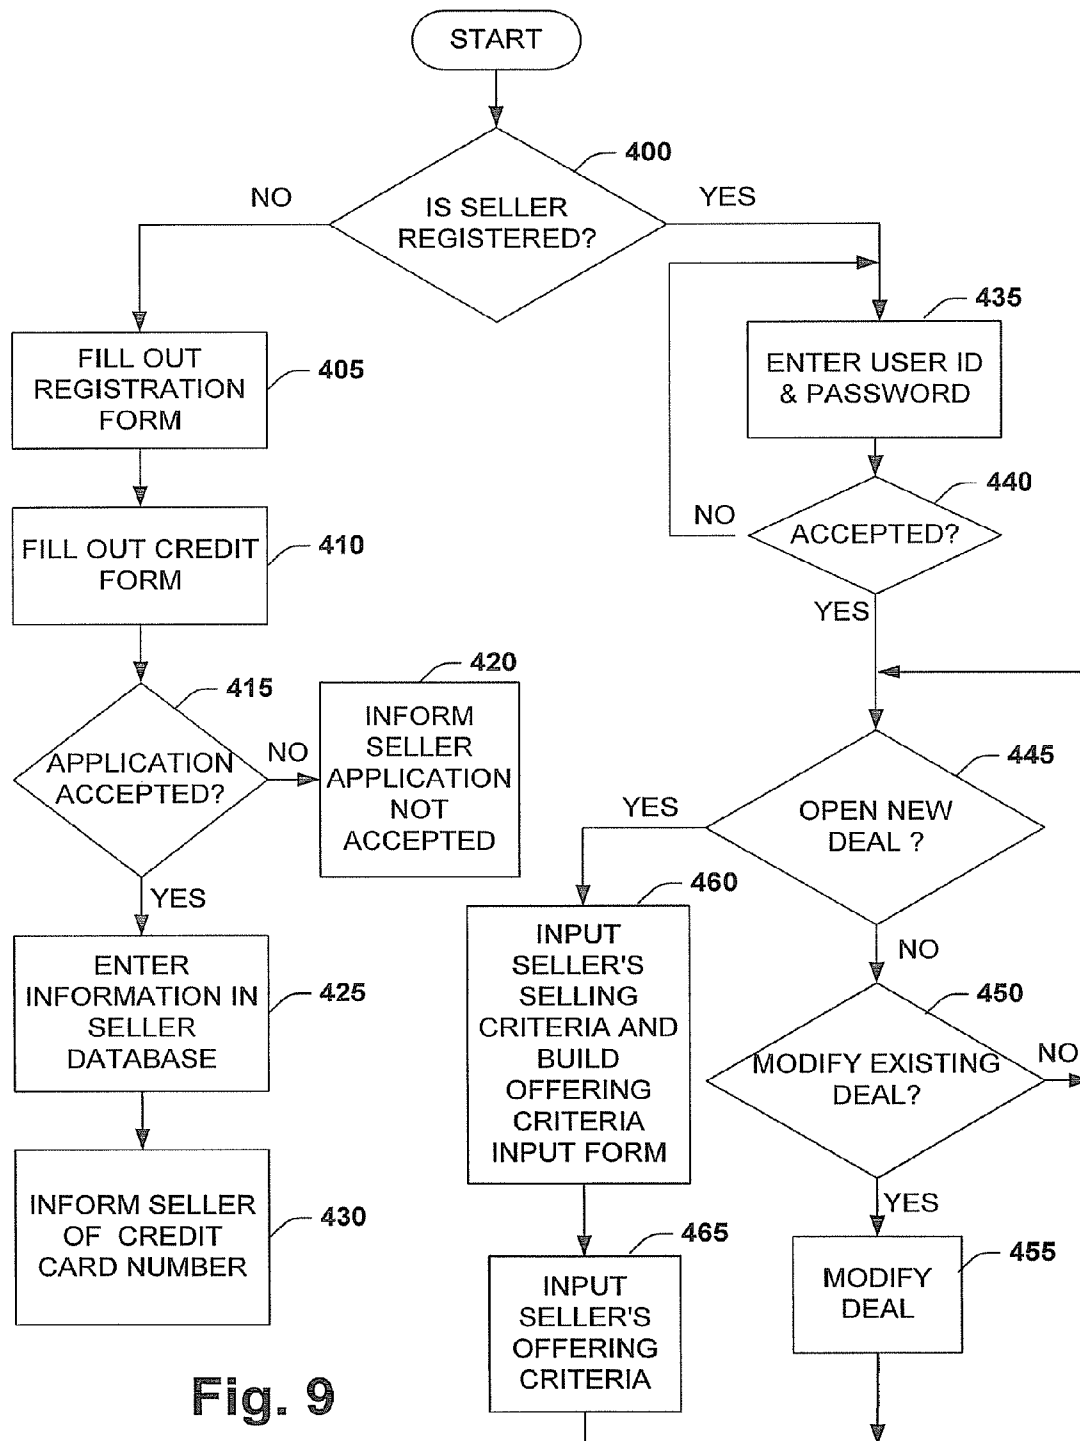 START
400
NO
YES
IS SELLER
REGISTERED?
435
FILL OUT
REGISTRATION
FORM
405
ENTER USER ID
& PASSWORD
440
NO
ACCEPTED?
FILL OUT CREDIT
FORM
410
YES
420
415
INFORM
SELLER
APPLICATION
NOT
ACCEPTED
NO
APPLICATION
ACCEPTED?
445
YES
OPEN NEW
DEAL ?
YES
460
NO
ENTER
INFORMATION IN
SELLER
DATABASE
425
INPUT
SELLER'S
SELLING
CRITERIA AND
BUILD
OFFERING
CRITERIA
INPUT FORM
450
NO
MODIFY EXISTING
DEAL?
YES
INFORM SELLER
OF CREDIT
CARD NUMBER
430
465
455
INPUT
SELLER'S
OFFERING
CRITERIA
MODIFY
DEAL
Fig. 9